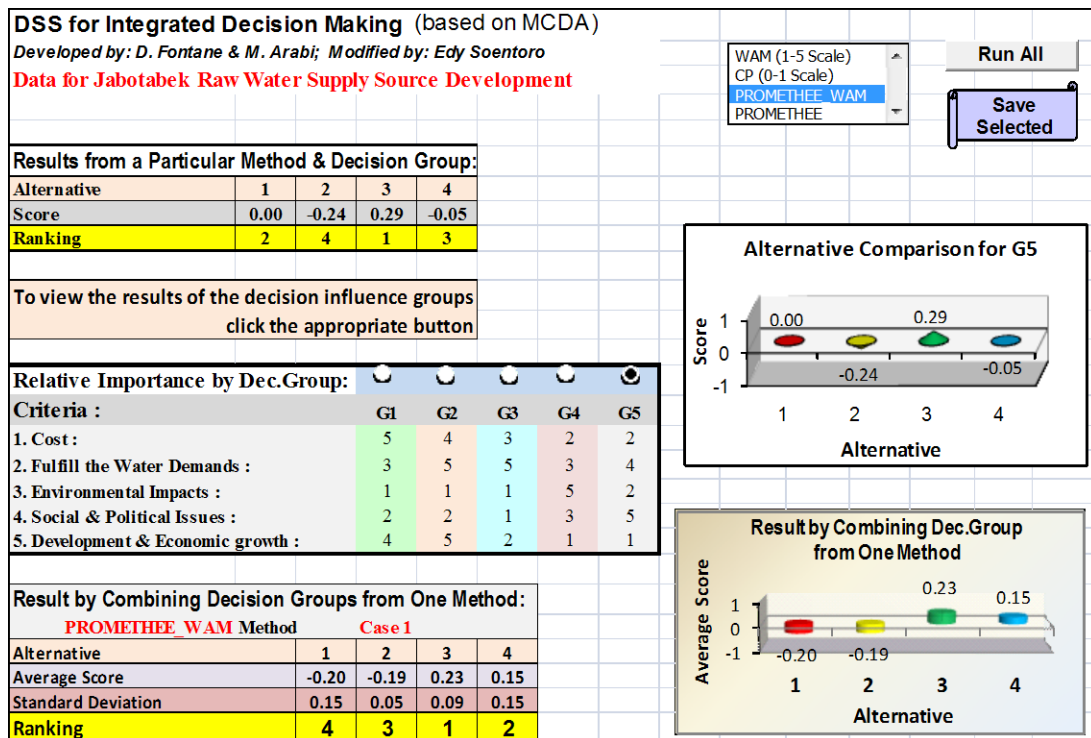 DSS for Integrated Decision Making (based on MCDA)
Developed by: D. Fontane & M. Arabi; Modified by: Edy Soentoro
Data for Jabotabek Raw Water Supply Source Development
WAM (1-5 Scale)
CP (0-1 Scale)
PROMETHEE_WAM
PROMETHEE
Run All
Save
Selected
Results from a Particular Method & Decision Group:
Alternative 1 2 3 4
Score 0.00 -0.24 0.29 -0.05
Ranking 2 4 1 3
To view the results of the decision influence groups
click the appropriate button
Relative Importance by Dec.Group:
Criteria : G1 G2 G3 G4 G5
1. Cost : 5 4 3 2 2
2. Fulfill the Water Demands : 3 5 5 3 4
3. Environmental Impacts : 1 1 1 5 2
4. Social & Political Issues : 2 2 1 3 5
5. Development & Economic growth : 4 5 2 1 1
Result by Combining Decision Groups from One Method:
PROMETHEE_WAM Method Case 1
Alternative 1 2 3 4
Average Score -0.20 -0.19 0.23 0.15
Standard Deviation 0.15 0.05 0.09 0.15
Ranking 4 3 1 2
Alternative Comparison for G5
Score
1
0
-1
0.00
-0.24
0.29
-0.05
1 2 3 4
Alternative
Result by Combining Dec.Group
from One Method
Average Score
1
0
-1
-0.20
-0.19
0.23
0.15
1 2 3 4
Alternative